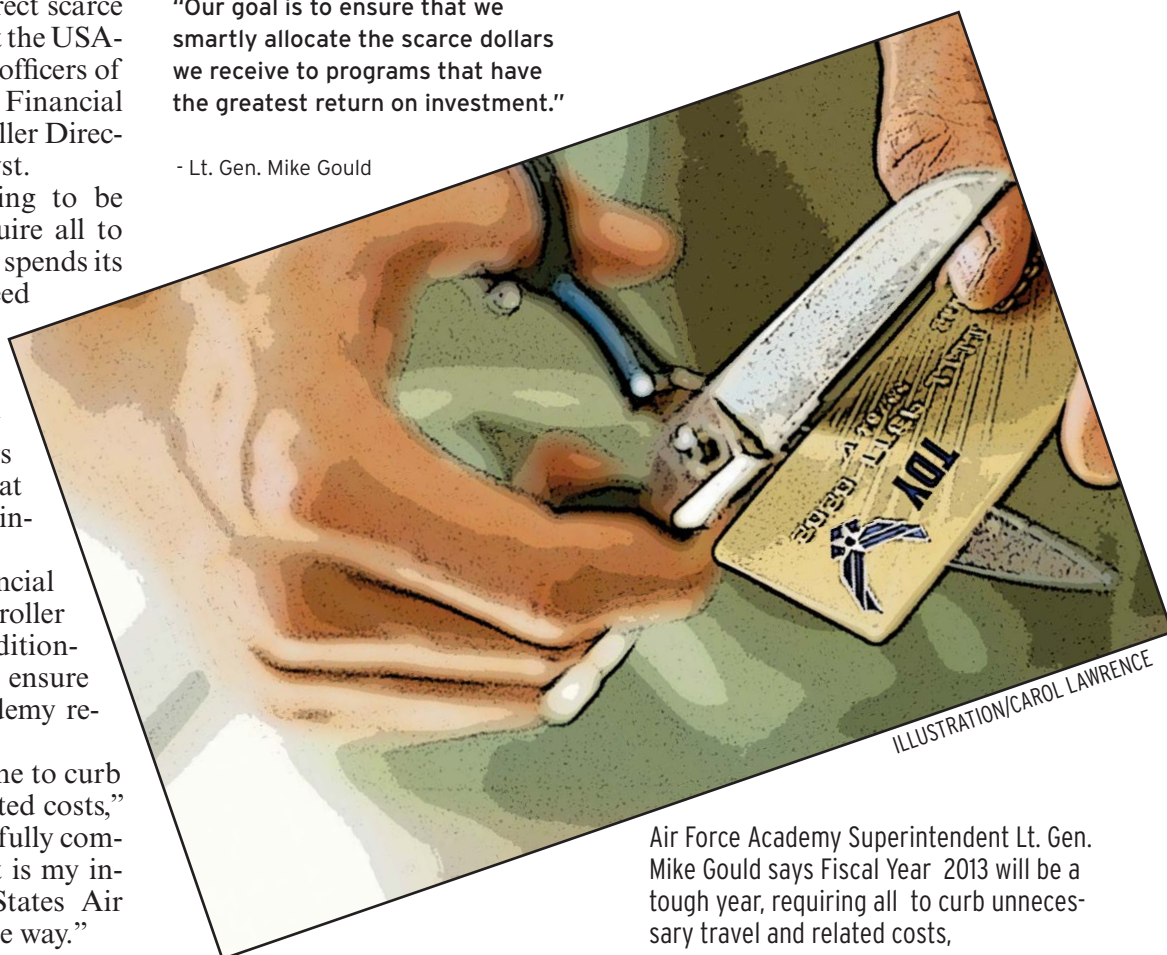 rect scarce
t the USA-
officers of
Financial
ller Direc-
st.
ing to be
uire all to
spends its
eed
s
at
in-
ncial
roller
dition-
ensure
demy re-
ne to curb
ted costs,”
fully com-
t is my in-
States Air
e way.”
“Our goal is to ensure that we
smartly allocate the scarce dollars
we receive to programs that have
the greatest return on investment.”
- Lt. Gen. Mike Gould
TDY
ILLUSTRATION/CAROL LAWRENCE
Air Force Academy Superintendent Lt. Gen.
Mike Gould says Fiscal Year 2013 will be a
tough year, requiring all to curb unneces-
sary travel and related costs,